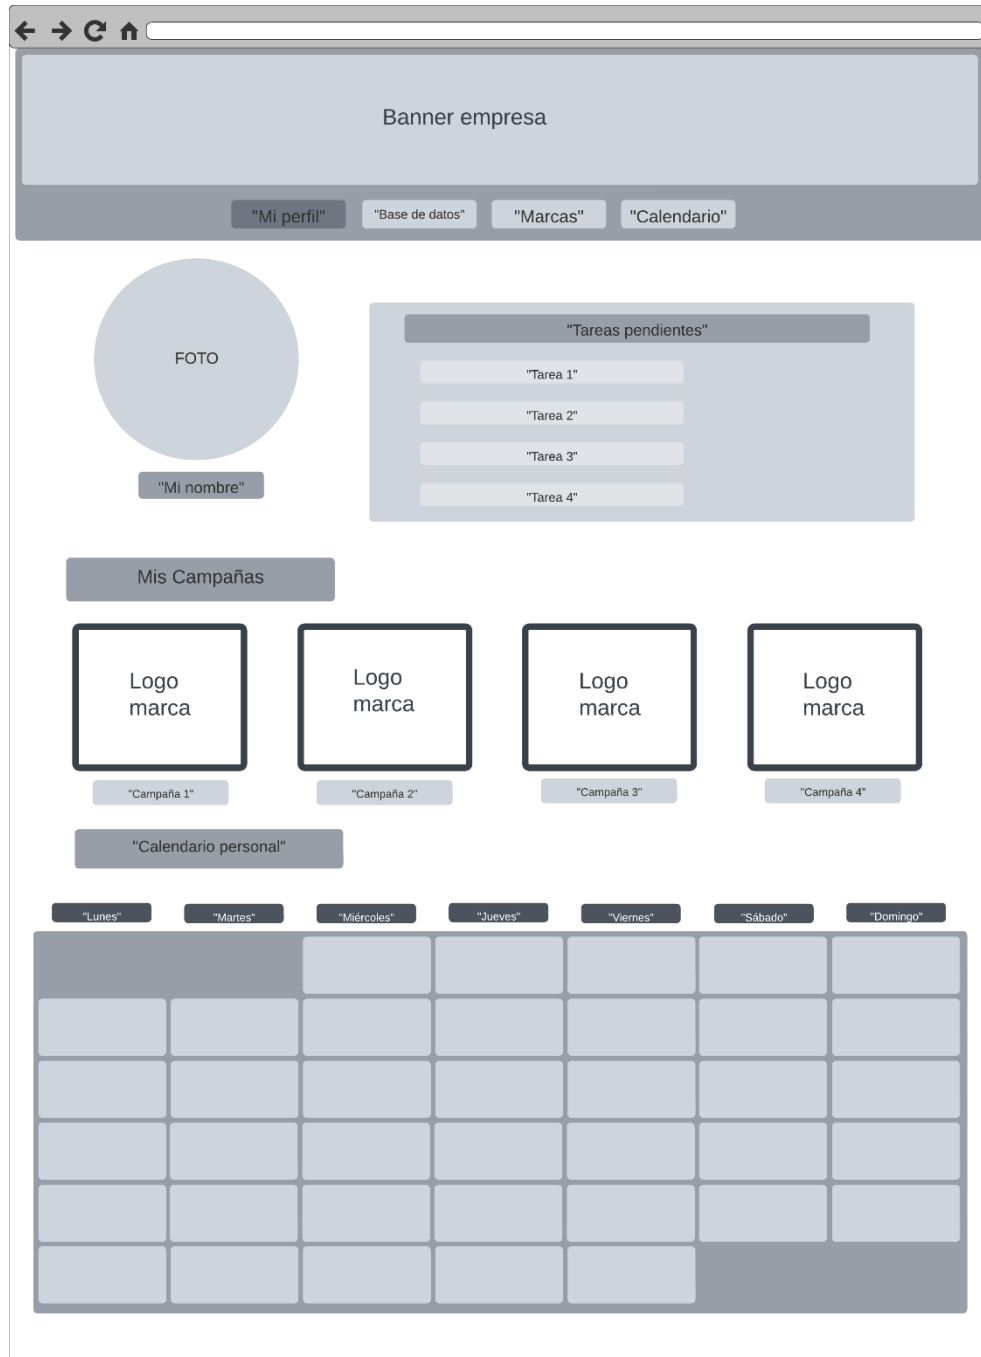 Banner empresa
"Mi perfil"
"Base de datos"
"Marcas"
"Calendario"
FOTO
"Mi nombre"
"Tareas pendientes"
"Tarea 1"
"Tarea 2"
"Tarea 3"
"Tarea 4"
Mis Campañas
Logo
marca
Logo
marca
Logo
marca
Logo
marca
"Campaña 1"
"Campaña 2"
"Campaña 3"
"Campaña 4"
"Calendario personal"
"Lunes"
"Martes"
"Miércoles"
"Jueves"
"Viernes"
"Sábado"
"Domingo"